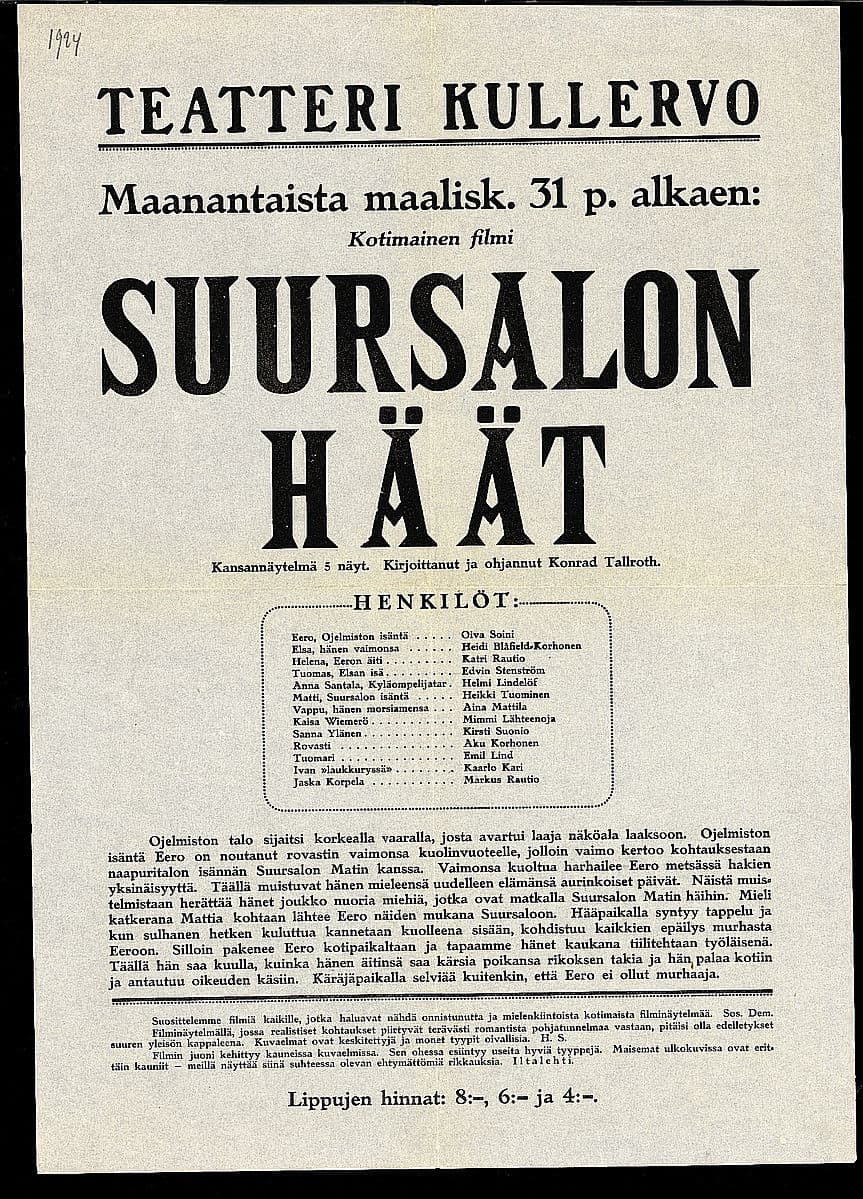 1924
TEATTERI KULLERVO
Maanantaista maalisk. 31 p. alkaen:
Kotimainen filmi
SUURSALON
HÄÄT
Kansannäytelmä 5 näyt. Kirjoittanut ja ohjannut Konrad Tallroth.
HENKILÖT:
Eero, Ojelmiston isäntä . . . . . Oiva Soini
Elsa, hänen vaimonsa . . . . . . Heidi Blåfield-Korhonen
Helena, Eeron äiti . . . . . . . . . Katri Rautio
Tuomas, Elsan isä . . . . . . . . . Edvin Stenström
Anna Santala, Kyläompelijatar . Helmi Lindelöf
Matti, Suursalon isäntä . . . . . Heikki Tuominen
Vappu, hänen morsiamensa . . . Aina Mattila
Kaisa Wiemerö . . . . . . . . . . . Mimmi Lähteenoja
Sanna Ylänen . . . . . . . . . . . . Kirsti Suonio
Rovasti . . . . . . . . . . . . . . . Aku Korhonen
Tuomari . . . . . . . . . . . . . . Emil Lind
Ivan »laukkuryssä» . . . . . . . . Kaarlo Kari
Jaska Korpela . . . . . . . . . . . Markus Rautio
Ojelmiston talo sijaitsi korkealla vaaralla, josta avartui laaja näköala laaksoon. Ojelmiston
isäntä Eero on noutanut rovastin vaimonsa kuolinvuoteelle, jolloin vaimo kertoo kohtauksestaan
naapuritalon isännän Suursalon Matin kanssa. Vaimonsa kuoltua harhailee Eero metsässä hakien
yksinäisyyttä. Täällä muistuvat hänen mieleensä uudelleen elämänsä aurinkoiset päivät. Näistä muis-
telmistaan herättää hänet joukko nuoria miehiä, jotka ovat matkalla Suursalon Matin häihin. Mieli
katkerana Mattia kohtaan lähtee Eero näiden mukana Suursaloon. Hääpaikalla syntyy tappelu ja
kun sulhanen hetken kuluttua kannetaan kuolleena sisään, kohdistuu kaikkien epäilys murhasta
Eeroon. Silloin pakenee Eero kotipaikaltaan ja tapaamme hänet kaukana tiilitehtaan työläisenä.
Täällä hän saa kuulla, kuinka hänen äitinsä saa kärsiä poikansa rikoksen takia ja hän palaa kotiin
ja antautuu oikeuden käsiin. Käräjäpaikalla selviää kuitenkin, että Eero ei ollut murhaaja.
Suosittelemme filmiä kaikille, jotka haluavat nähdä onnistunutta ja mielenkiintoista kotimaista filminäytelmää. Sos. Dem.
Filminäytelmällä, jossa realistiset kohtaukset piletyvät terävästi romantista pohjatunnelmaa vastaan, pitäisi olla edelletykset
suuren yleisön kappaleena. Kuvaelmat ovat keskitettyjä ja monet tyypit oivallisia. H. S.
Filmin juoni kehittyy kauneissa kuvaelmissa. Sen ohessa esiintyy useita hyviä tyyppejä. Maisemat ulkokuvissa ovat erit-
täin kauniit – meillä näyttää siinä suhteessa olevan ehtymättömiä rikkauksia. Iltalehti.
Lippujen hinnat: 8:–, 6:– ja 4:–.